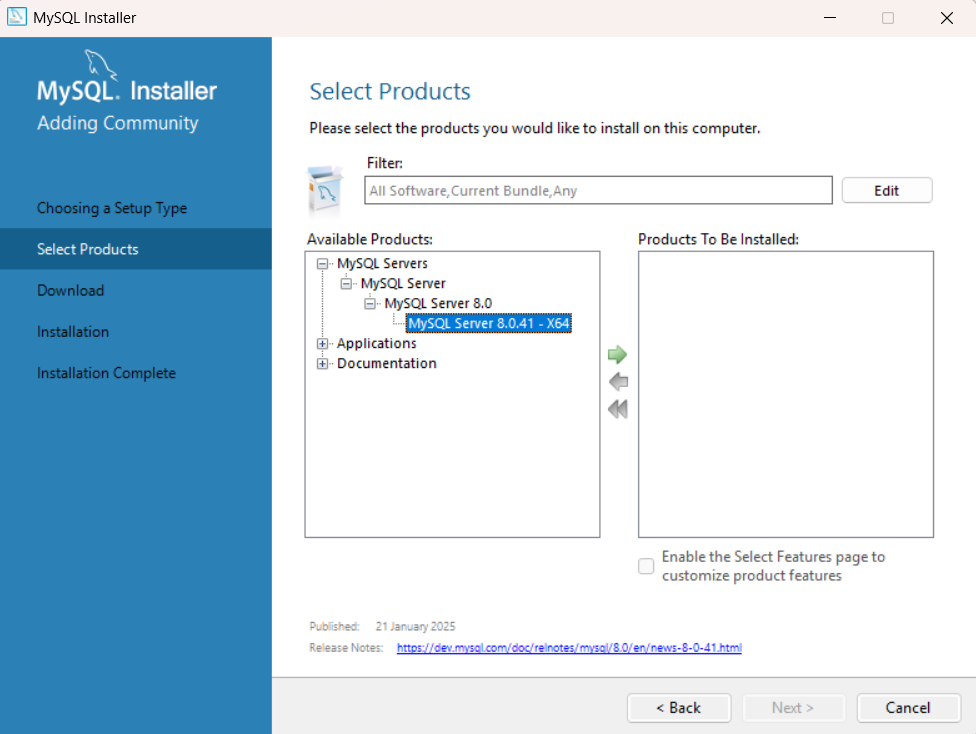 MySQL Installer
MySQL. Installer
Adding Community
Choosing a Setup Type
Select Products
Download
Installation
Installation Complete
Select Products
Please select the products you would like to install on this computer.
Filter:
All Software,Current Bundle,Any
Edit
Available Products:
MySQL Servers
MySQL Server
MySQL Server 8.0
MySQL Server 8.0.41 - X64
Applications
Documentation
Products To Be Installed:
Enable the Select Features page to
customize product features
Published: 21 January 2025
Release Notes: https://dev.mysql.com/doc/relnotes/mysql/8.0/en/news-8-0-41.html
< Back
Next >
Cancel